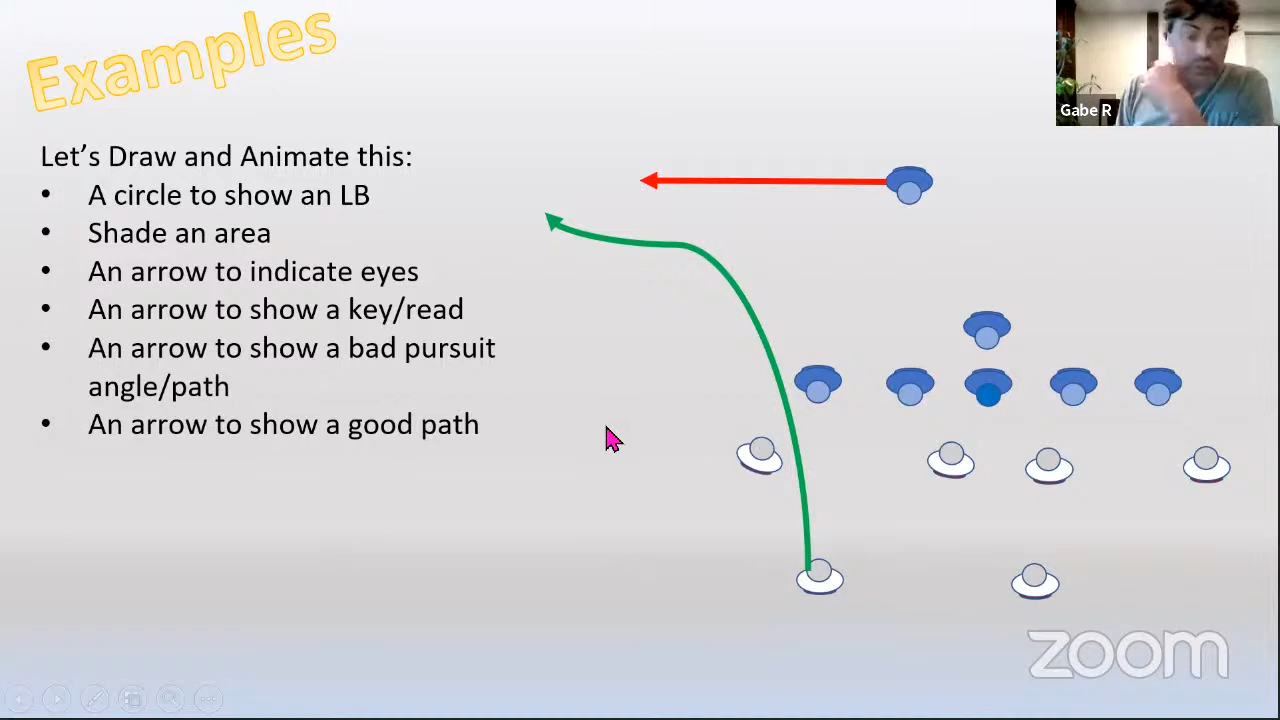 Examples
Gabe R
Let’s Draw and Animate this:
• A circle to show an LB
• Shade an area
• An arrow to indicate eyes
• An arrow to show a key/read
• An arrow to show a bad pursuit
angle/path
• An arrow to show a good path
zoom